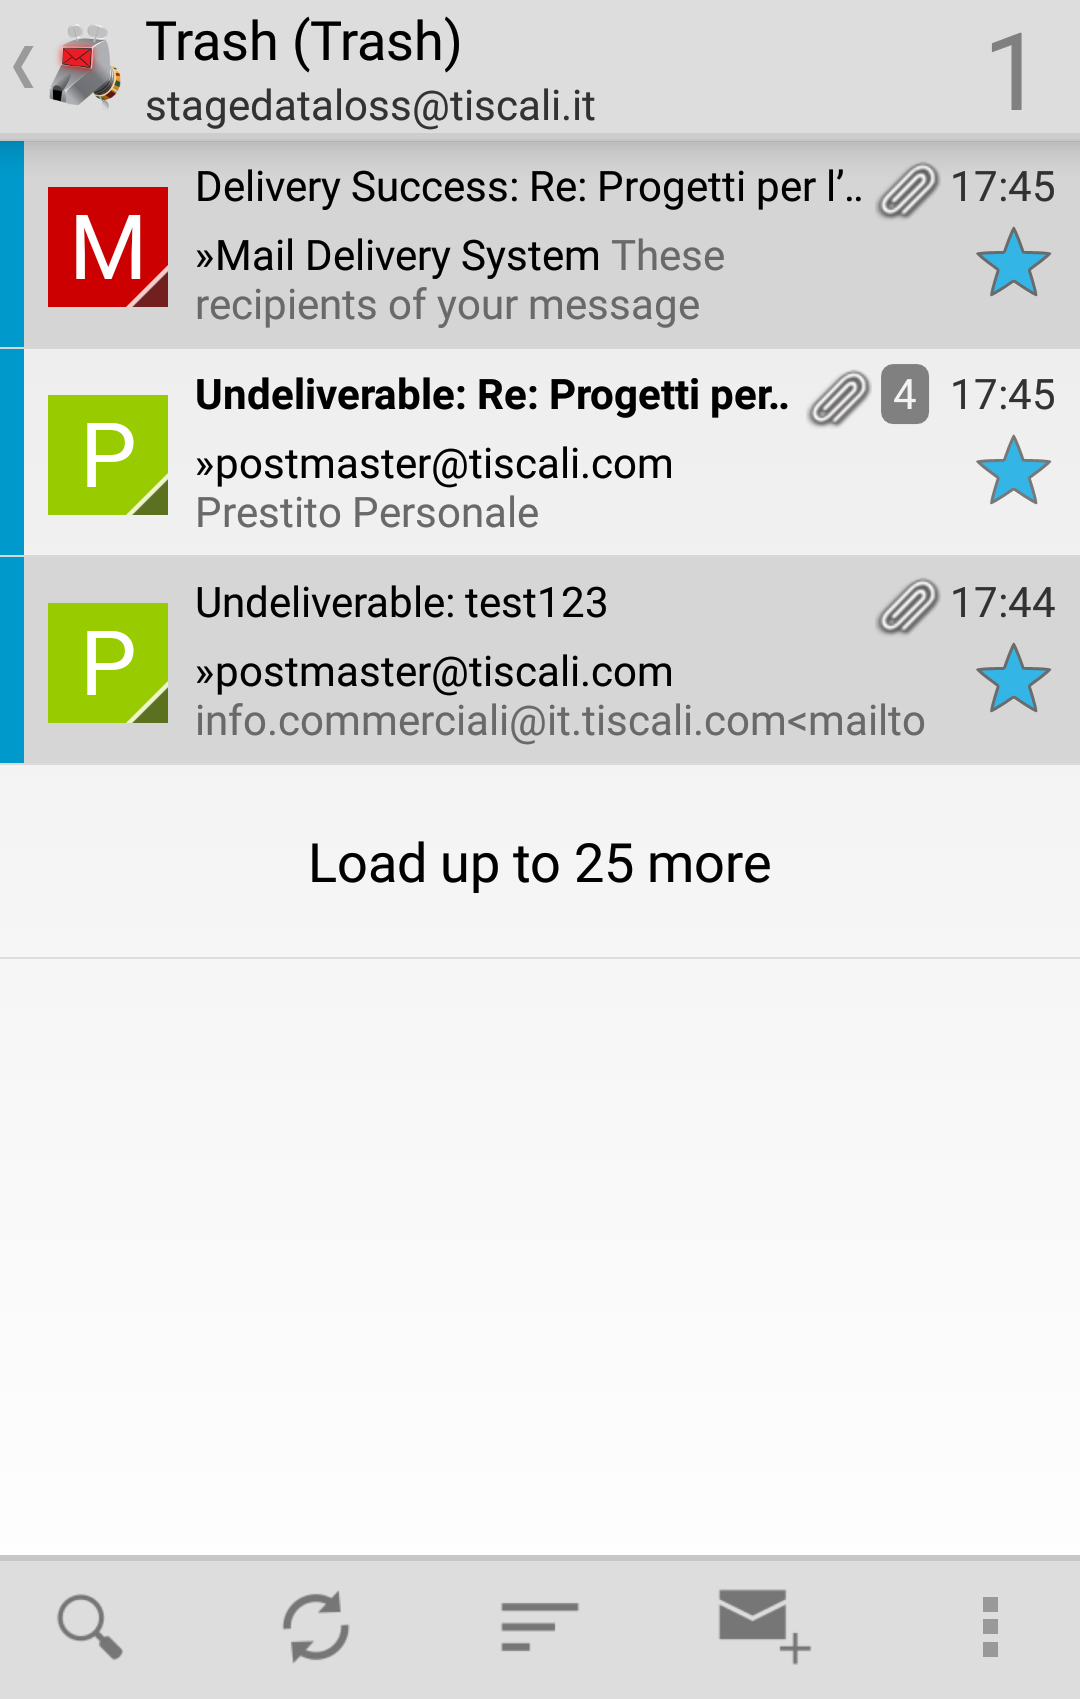 Trash (Trash)
stagedataloss@tiscali.it
1
Delivery Success: Re: Progetti per l’.. 17:45
M
»Mail Delivery System These
recipients of your message
Undeliverable: Re: Progetti per.. 4 17:45
P
»postmaster@tiscali.com
Prestito Personale
Undeliverable: test123 17:44
P
»postmaster@tiscali.com
info.commerciali@it.tiscali.com<mailto
Load up to 25 more